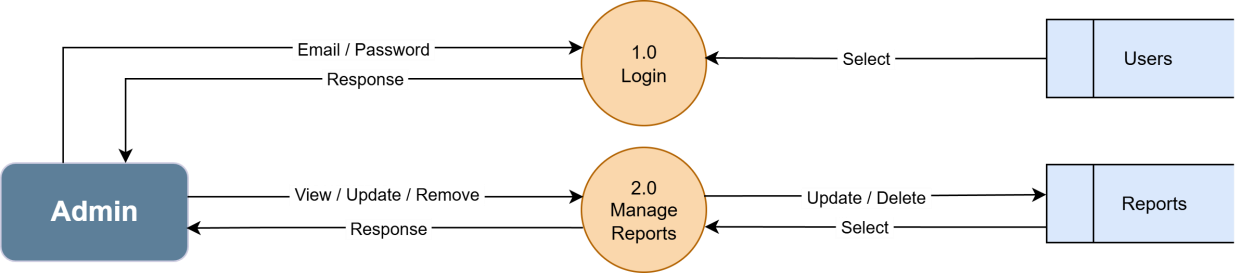 Email / Password
1.0
Login
Select
Users
Response
Admin
View / Update / Remove
2.0
Manage
Reports
Update / Delete
Reports
Response
Select